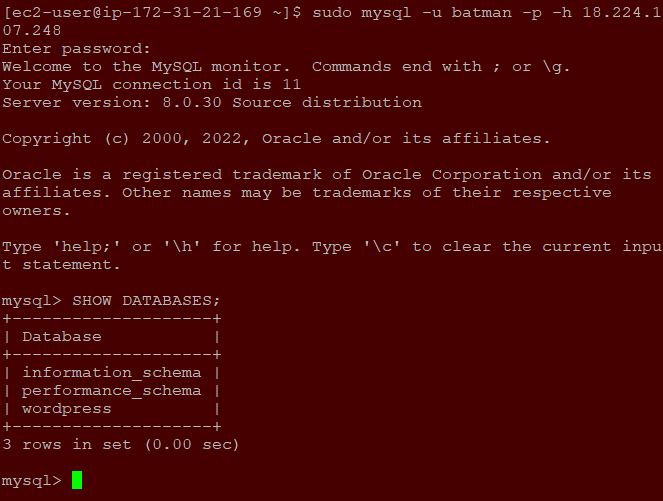 [ec2-user@ip-172-31-21-169 ~]$ sudo mysql -u batman -p -h 18.224.1
07.248
Enter password:
Welcome to the MySQL monitor.  Commands end with ; or \g.
Your MySQL connection id is 11
Server version: 8.0.30 Source distribution

Copyright (c) 2000, 2022, Oracle and/or its affiliates.

Oracle is a registered trademark of Oracle Corporation and/or its
affiliates. Other names may be trademarks of their respective
owners.

Type 'help;' or '\h' for help. Type '\c' to clear the current inpu
t statement.

mysql> SHOW DATABASES;
+--------------------+
| Database           |
+--------------------+
| information_schema |
| performance_schema |
| wordpress          |
+--------------------+
3 rows in set (0.00 sec)

mysql>